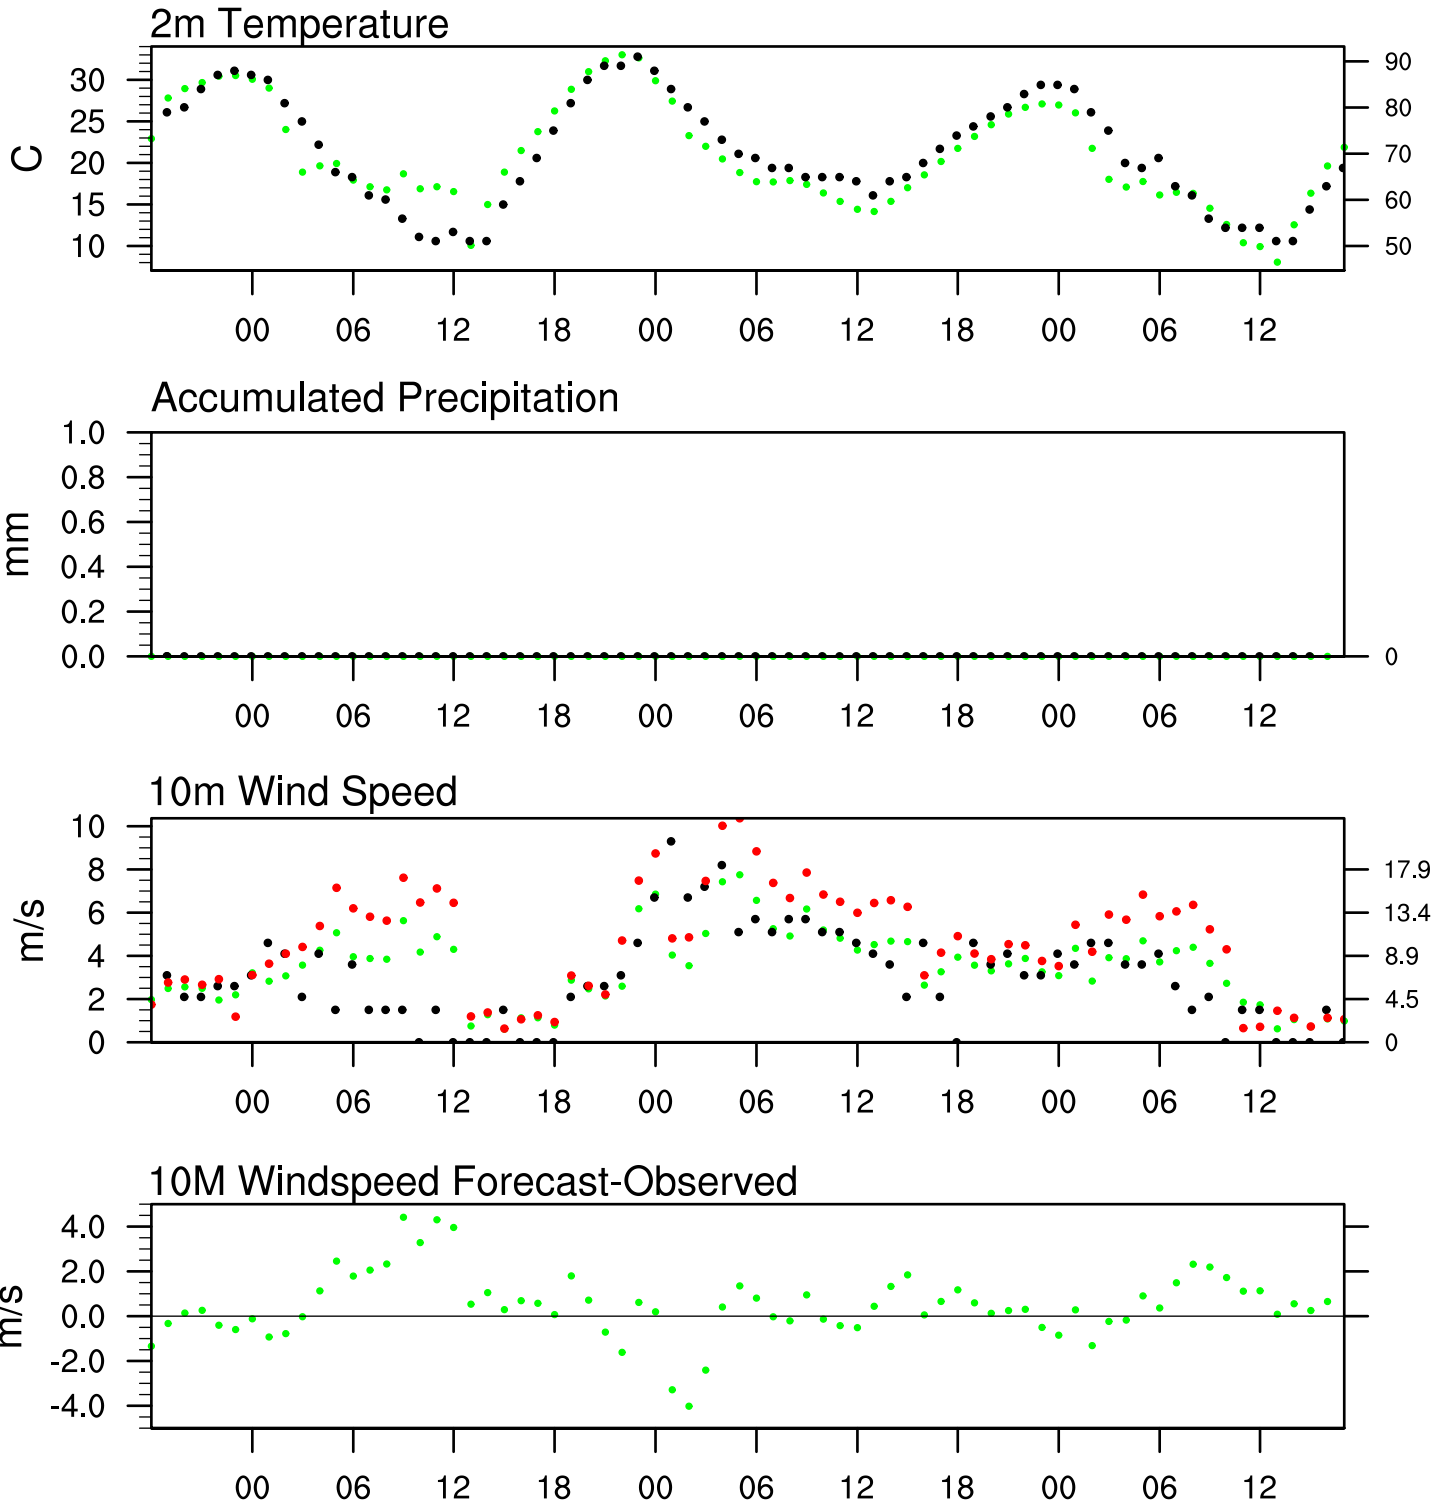 2m Temperature
30
25
20
15
10
C
90
80
70
60
50
00 06 12 18 00 06 12 18 00 06 12
Accumulated Precipitation
1.0
0.8
0.6
0.4
0.2
0.0
mm
0
00 06 12 18 00 06 12 18 00 06 12
10m Wind Speed
10
8
6
4
2
0
m/s
17.9
13.4
8.9
4.5
0
00 06 12 18 00 06 12 18 00 06 12
10M Windspeed Forecast-Observed
4.0
2.0
0.0
-2.0
-4.0
m/s
00 06 12 18 00 06 12 18 00 06 12